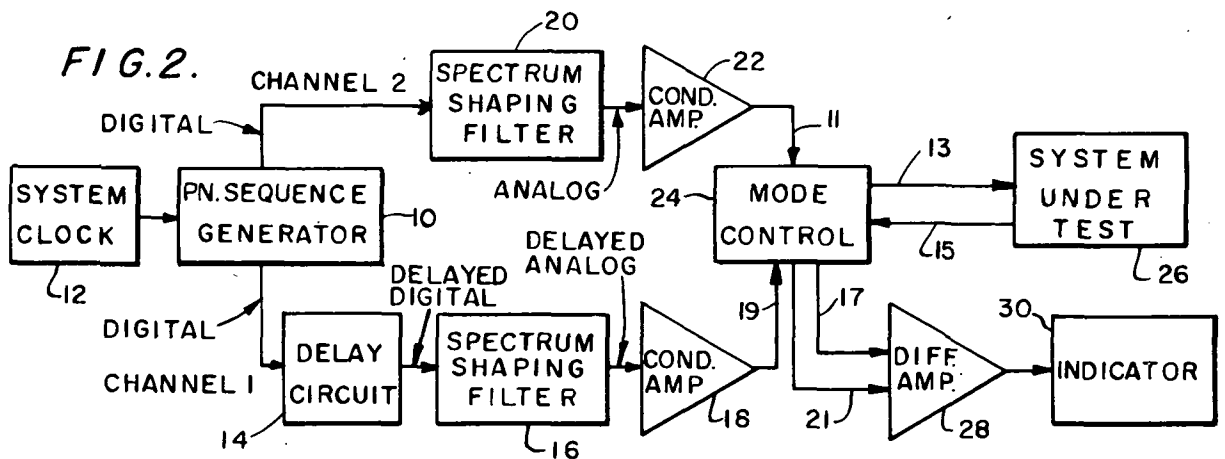 FIG.2.
20
SPECTRUM
SHAPING
FILTER
22
COND.
AMP.
CHANNEL 2
DIGITAL
ANALOG
11
SYSTEM
CLOCK
12
PN. SEQUENCE
GENERATOR
10
24
MODE
CONTROL
13
15
SYSTEM
UNDER
TEST
26
DIGITAL
CHANNEL 1
DELAY
CIRCUIT
14
DELAYED
DIGITAL
SPECTRUM
SHAPING
FILTER
16
DELAYED
ANALOG
COND.
AMP.
18
19
17
21
DIFF.
AMP.
28
30
INDICATOR